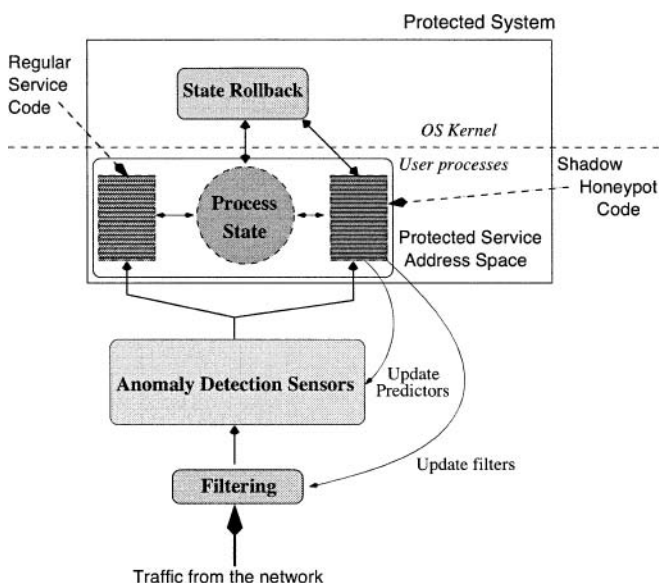 Protected System
Regular
Service
Code
State Rollback
OS Kernel
User processes
Shadow
Honeypot
Code
Process
State
Protected Service
Address Space
Anomaly Detection Sensors
Update
Predictors
Update filters
Filtering
Traffic from the network